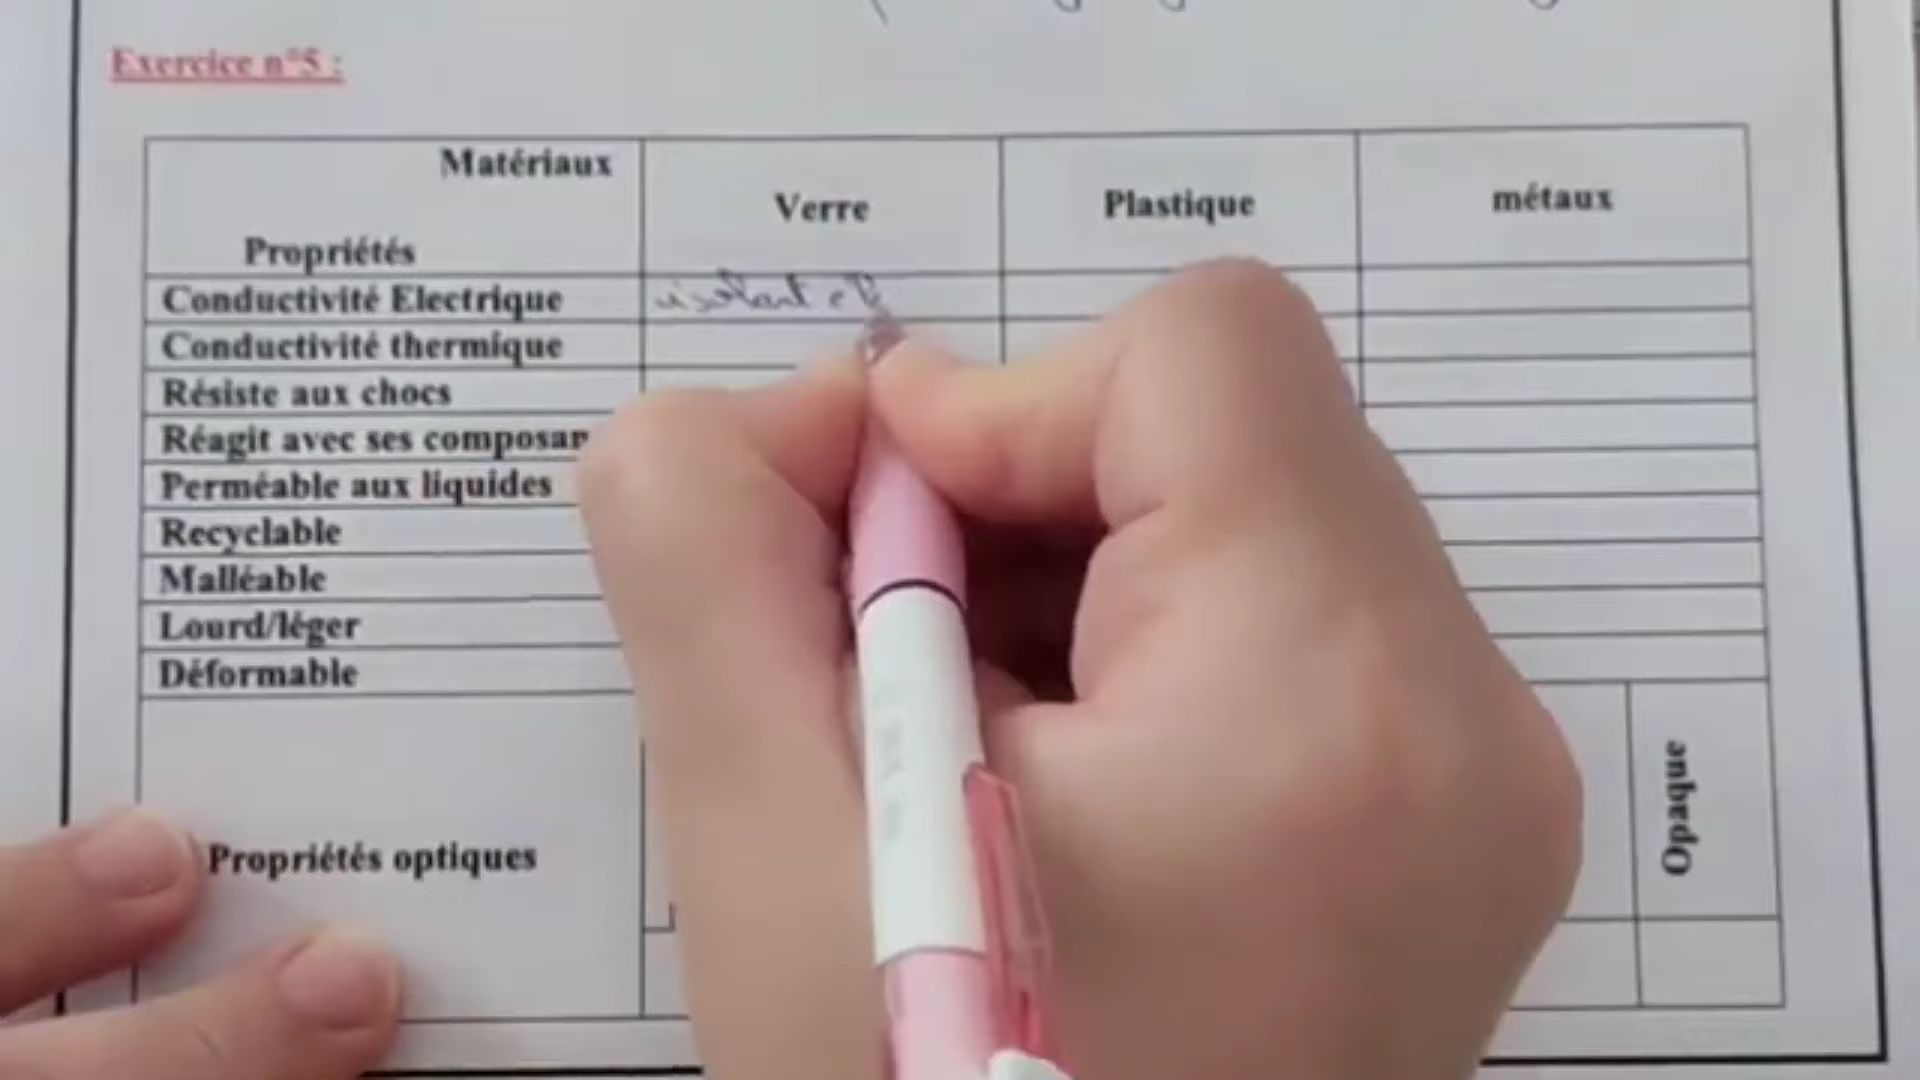 Exercice n°5 :
Matériaux
Propriétés
Verre
Plastique
métaux
Conductivité Electrique
isolant
Conductivité thermique
Résiste aux chocs
Réagit avec ses
Perméable aux liquides
Recyclable
Malléable
Lourd/léger
Déformable
Propriétés optiques
Opaque